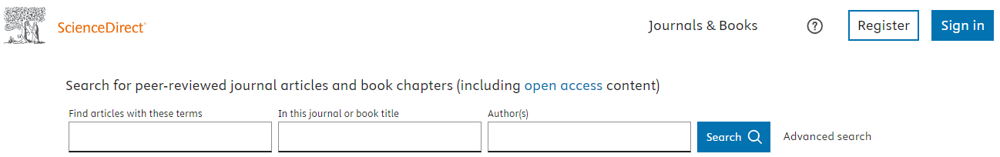 ScienceDirect
Journals & Books
?
Register
Sign in
Search for peer-reviewed journal articles and book chapters (including open access content)
Find articles with these terms
In this journal or book title
Author(s)
Search
Advanced search